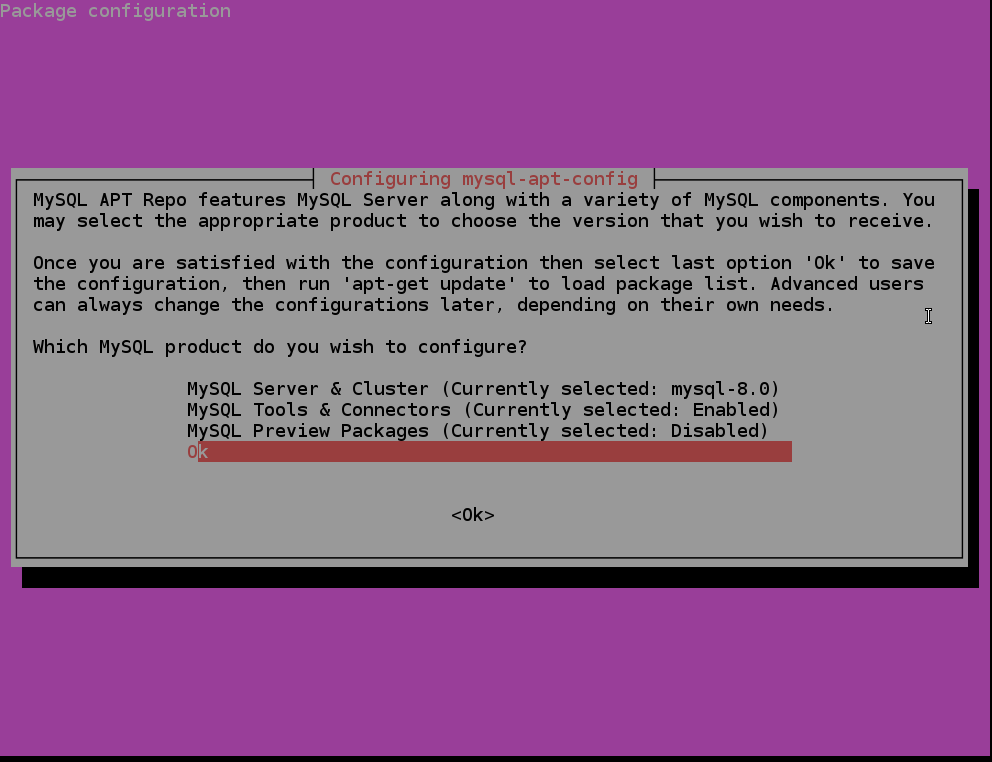 Package configuration
Configuring mysql-apt-config
MySQL APT Repo features MySQL Server along with a variety of MySQL components. You
may select the appropriate product to choose the version that you wish to receive.
Once you are satisfied with the configuration then select last option 'Ok' to save
the configuration, then run 'apt-get update' to load package list. Advanced users
can always change the configurations later, depending on their own needs.
Which MySQL product do you wish to configure?
MySQL Server & Cluster (Currently selected: mysql-8.0)
MySQL Tools & Connectors (Currently selected: Enabled)
MySQL Preview Packages (Currently selected: Disabled)
Ok
<Ok>